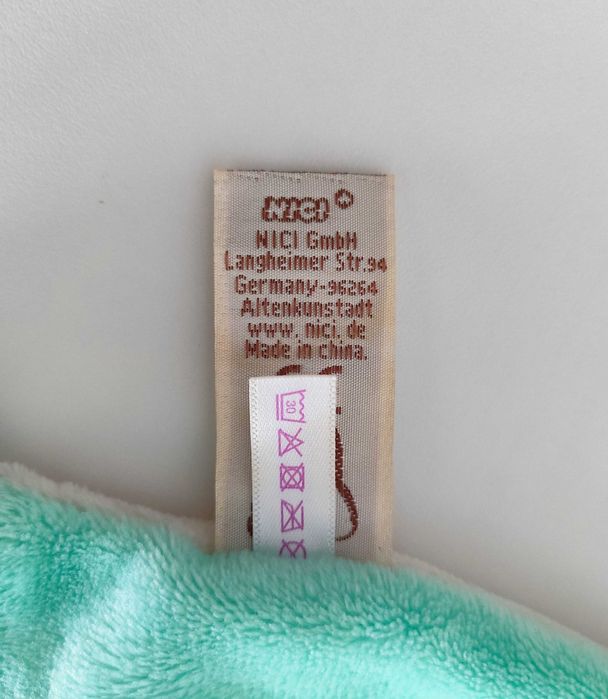 NICI
NICI GmbH
Langheimer Str.94
Germany-96264
Altenkunstadt
www.nici.de
Made in china.
30